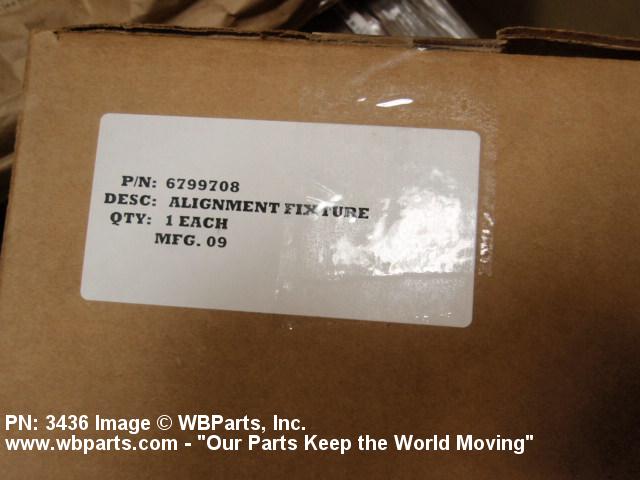 P/N: 6799708
DESC: ALIGNMENT FIXTURE
QTY: 1 EACH
MFG. 09
PN: 3436 Image © WBParts, Inc.
www.wbparts.com - "Our Parts Keep the World Moving"